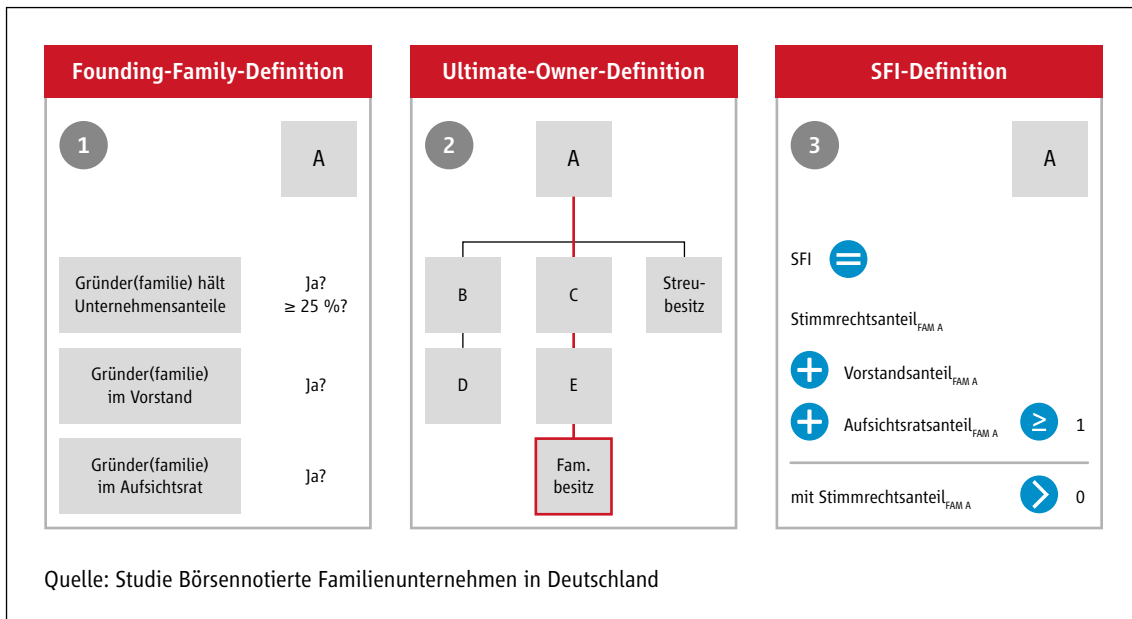 Founding-Family-Definition
1
A
Gründer(familie) hält
Unternehmensanteile
Ja?
≥ 25 %?
Gründer(familie)
im Vorstand
Ja?
Gründer(familie)
im Aufsichtsrat
Ja?
Ultimate-Owner-Definition
2
A
B
C
Streu-
besitz
D
E
Fam.
besitz
SFI-Definition
3
A
SFI =
Stimmrechtsanteil FAM A
+ Vorstandsanteil FAM A
+ Aufsichtsratsanteil FAM A ≥ 1
mit Stimmrechtsanteil FAM A > 0
Quelle: Studie Börsennotierte Familienunternehmen in Deutschland